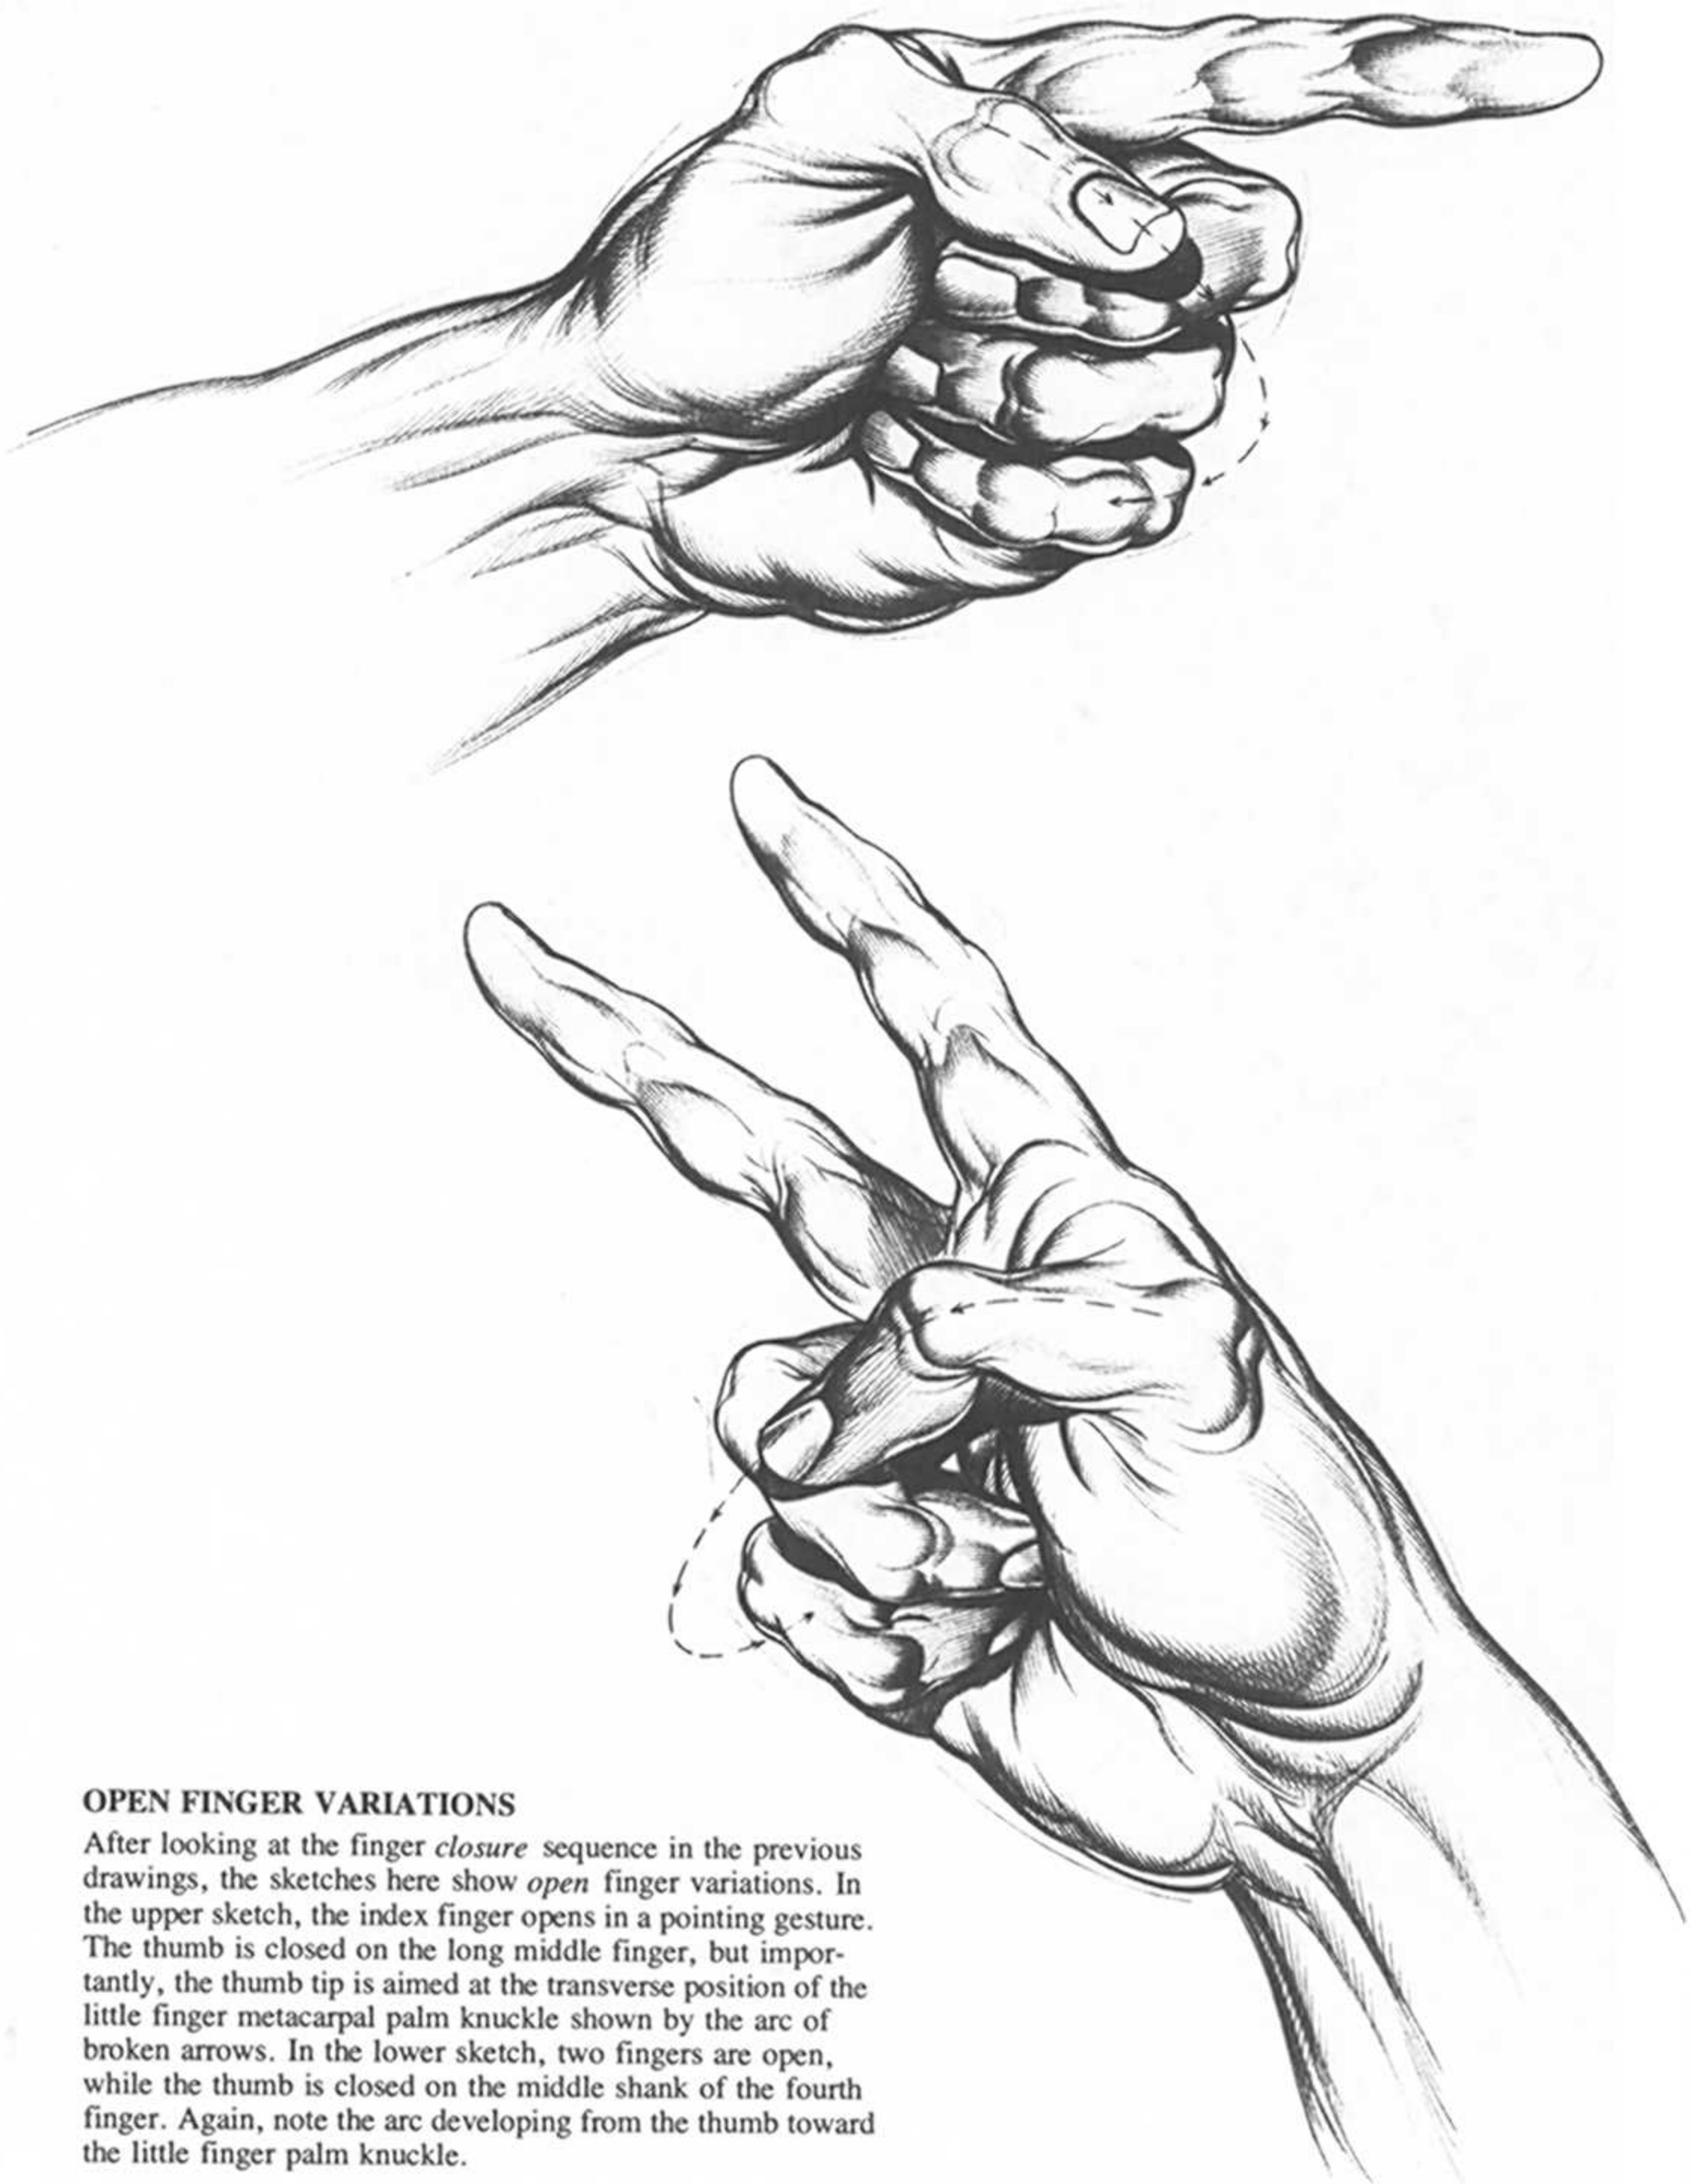 OPEN FINGER VARIATIONS
After looking at the finger closure sequence in the previous
drawings, the sketches here show open finger variations. In
the upper sketch, the index finger opens in a pointing gesture.
The thumb is closed on the long middle finger, but impor-
tantly, the thumb tip is aimed at the transverse position of the
little finger metacarpal palm knuckle shown by the arc of
broken arrows. In the lower sketch, two fingers are open,
while the thumb is closed on the middle shank of the fourth
finger. Again, note the arc developing from the thumb toward
the little finger palm knuckle.